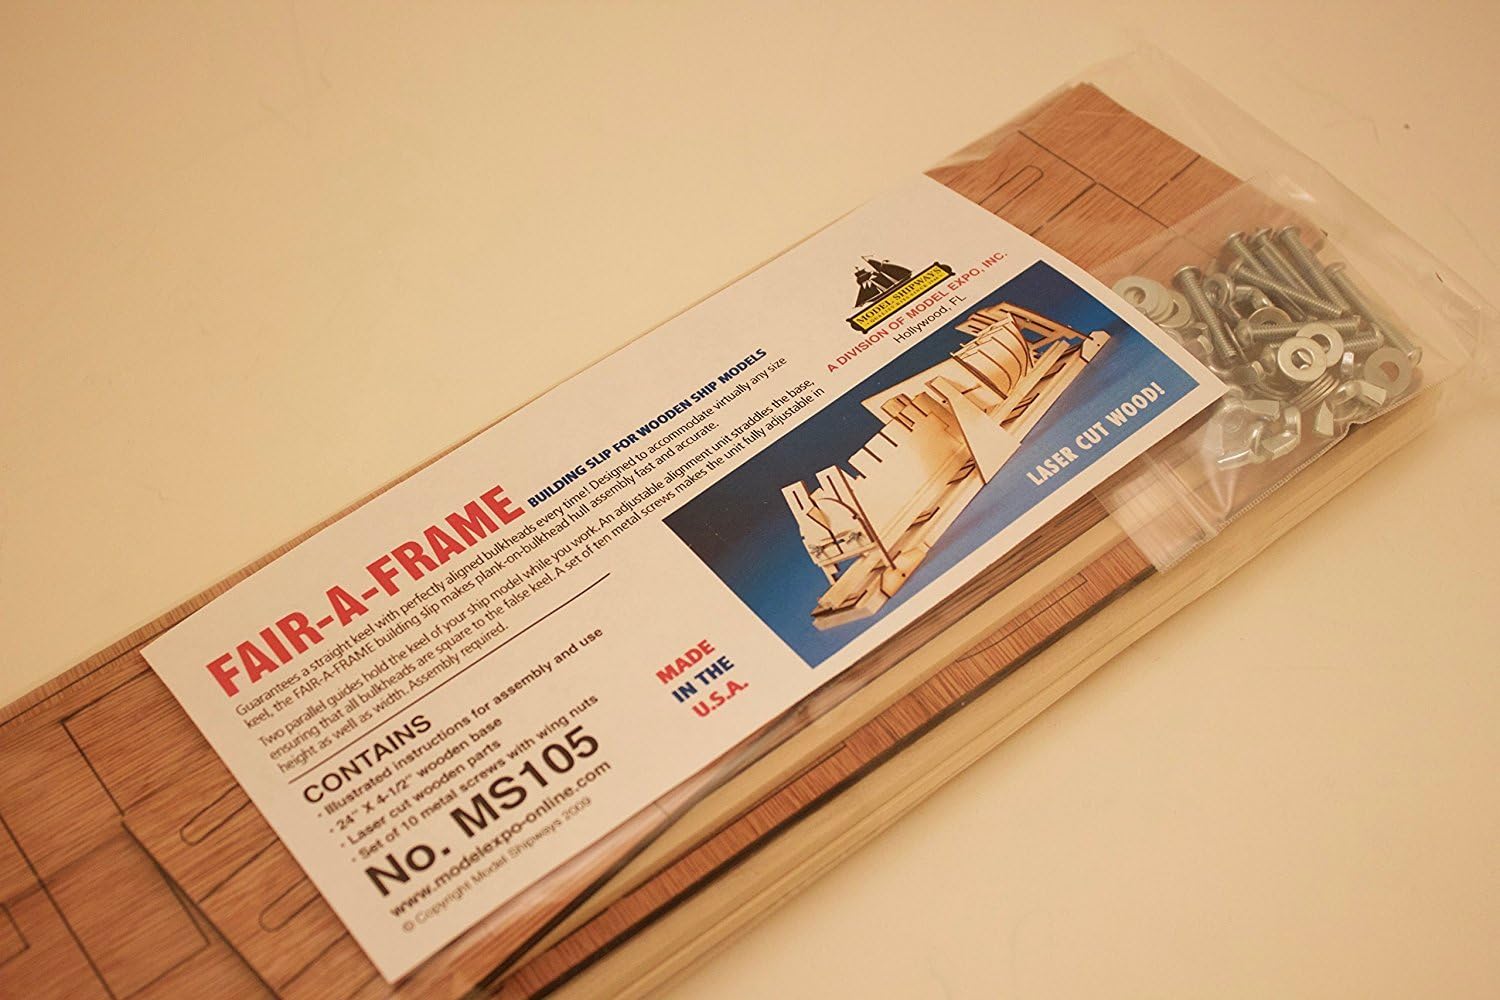 MODEL SHIPWAYS
A DIVISION OF MODEL EXPO, INC.
Hollywood, FL
FAIR-A-FRAME
BUILDING SLIP FOR WOODEN SHIP MODELS
Guarantees a straight keel with perfectly aligned bulkheads every time! Designed to accommodate virtually any size
keel, the FAIR-A-FRAME building slip makes plank-on-bulkhead hull assembly fast and accurate.
Two parallel guides hold the keel of your ship model while you work. An adjustable alignment unit straddles the base,
ensuring that all bulkheads are square to the false keel. A set of ten metal screws makes the unit fully adjustable in
height as well as width. Assembly required.
CONTAINS
· Illustrated instructions for assembly and use
· 24" X 4-1/2" wooden base
· Laser cut wooden parts
· Set of 10 metal screws with wing nuts
No. MS105
www.modelexpo-online.com
© Copyright Model Shipways 2009
MADE
IN THE
U.S.A.
LASER CUT WOOD!